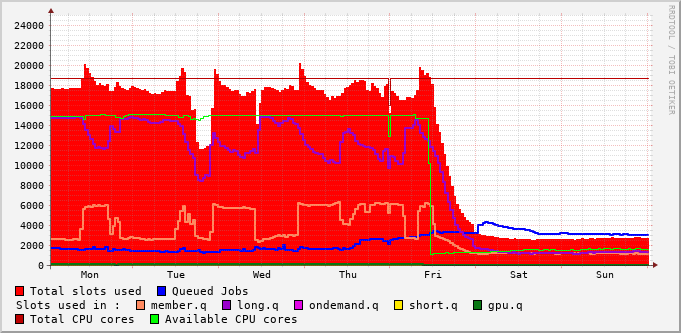 RRDTOOL / TOBI OETIKER
24000
22000
20000
18000
16000
14000
12000
10000
8000
6000
4000
2000
0
Mon Tue Wed Thu Fri Sat Sun
Total slots used Queued Jobs
Slots used in : member.q long.q ondemand.q short.q gpu.q
Total CPU cores Available CPU cores